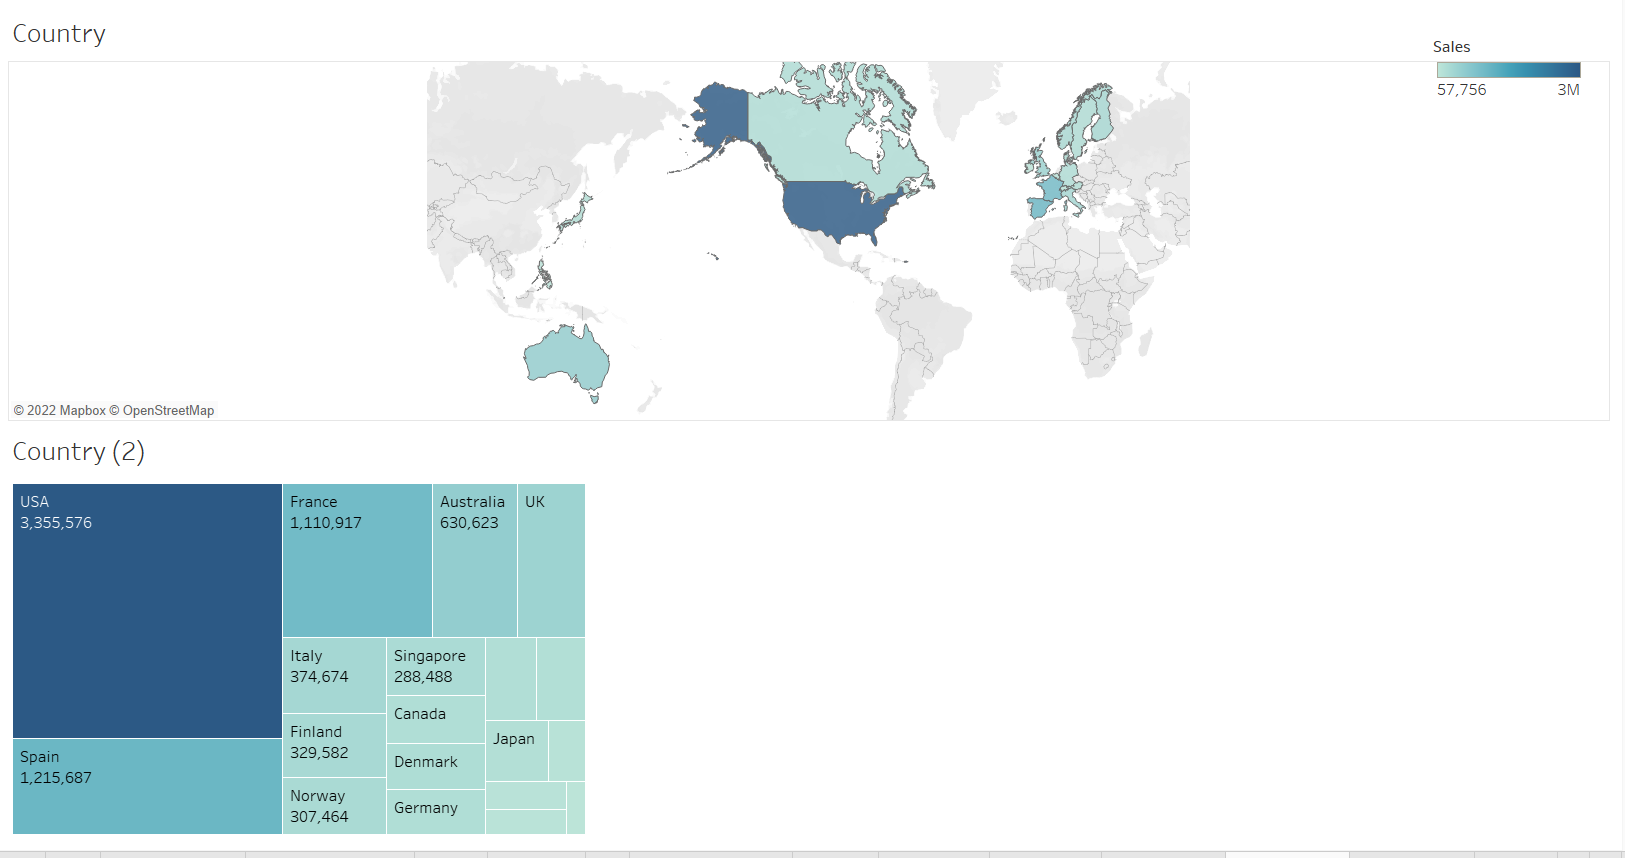 Country
Sales
57,756 3M
© 2022 Mapbox © OpenStreetMap
Country (2)
USA
3,355,576
France
1,110,917
Australia
630,623
UK
Italy
374,674
Singapore
288,488
Canada
Finland
329,582
Japan
Spain
1,215,687
Denmark
Norway
307,464
Germany